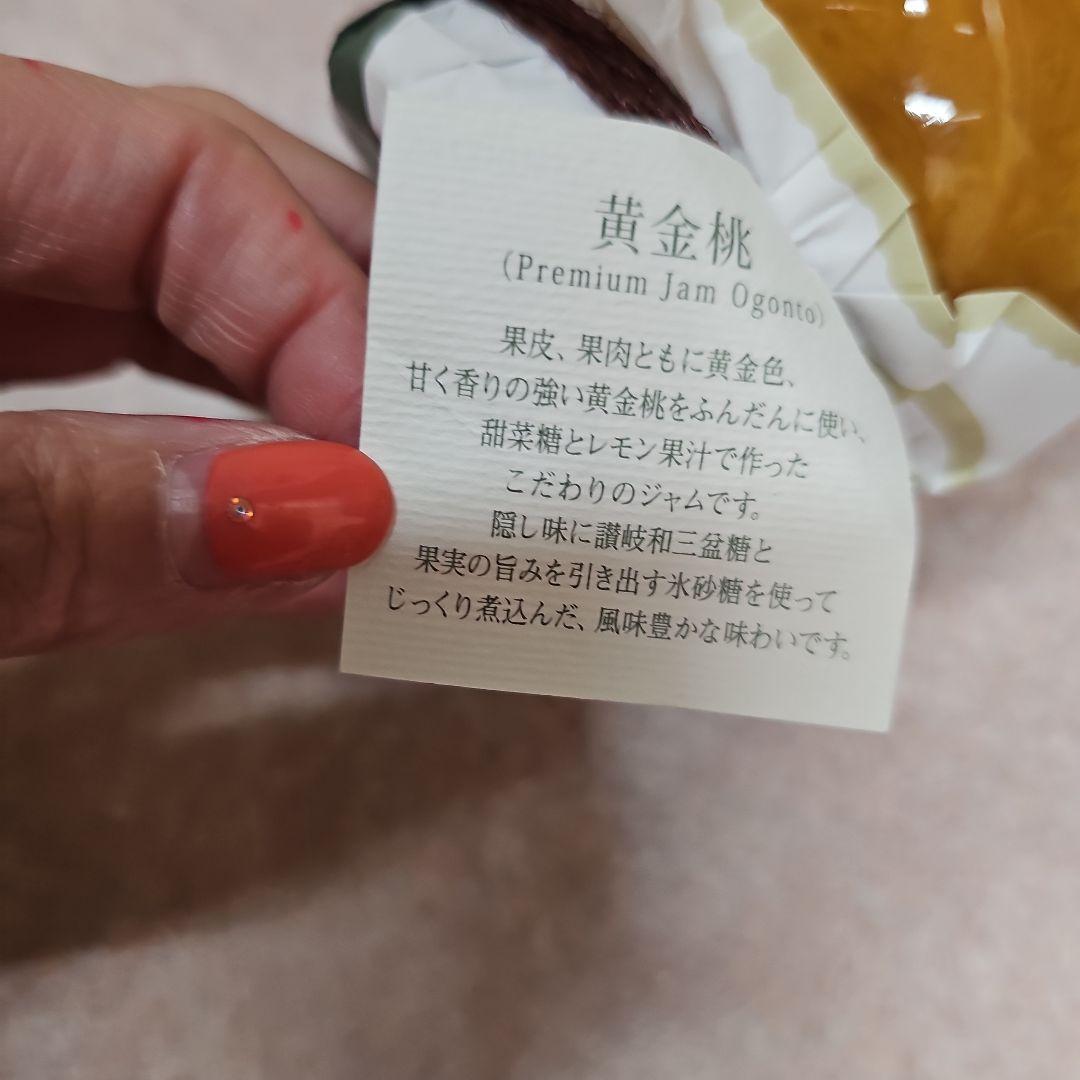 黄金桃
(Premium Jam Ogonto)
果皮、果肉ともに黄金色、
甘く香りの強い黄金桃をふんだんに使い、
甜菜糖とレモン果汁で作った
こだわりのジャムです。
隠し味に讃岐和三盆糖と
果実の旨みを引き出す氷砂糖を使って
じっくり煮込んだ、風味豊かな味わいです。